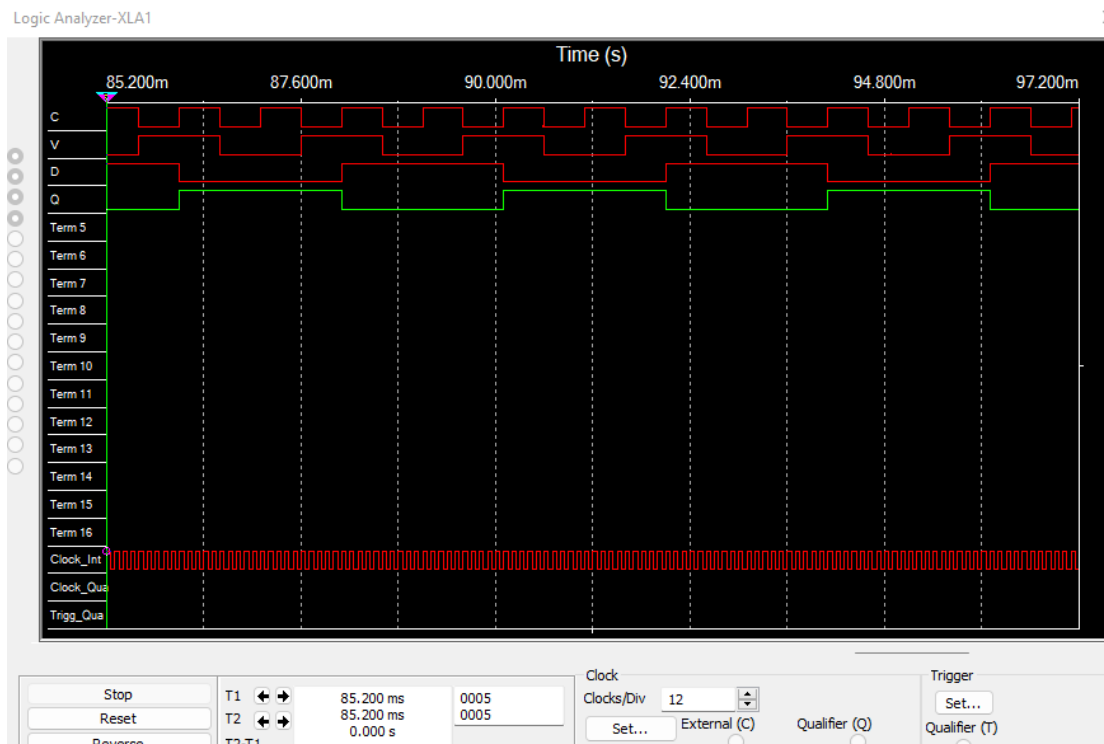 Logic Analyzer-XLA1
Time (s)
85.200m 87.600m 90.000m 92.400m 94.800m 97.200m
C
V
D
Q
Term 5
Term 6
Term 7
Term 8
Term 9
Term 10
Term 11
Term 12
Term 13
Term 14
Term 15
Term 16
Clock_Int
Clock_Qua
Trigg_Qua
Stop
Reset
Reverse
T1 85.200 ms 0005
T2 85.200 ms 0005
T2-T1 0.000 s
Clock
Clocks/Div 12
Set...
External (C)
Qualifier (Q)
Trigger
Set...
Qualifier (T)